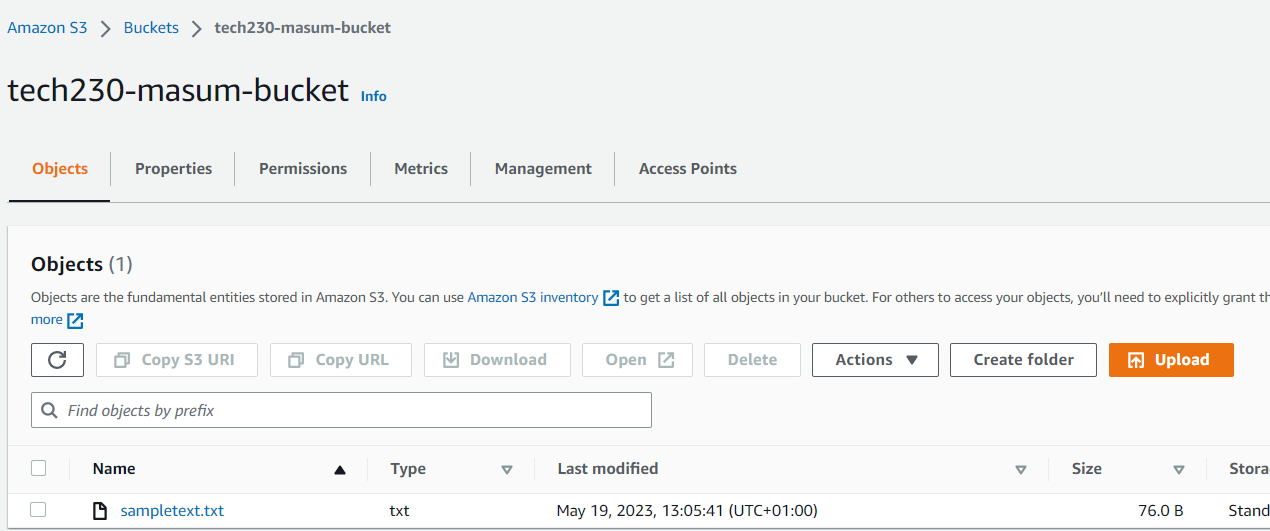 Amazon S3 > Buckets > tech230-masum-bucket
tech230-masum-bucket Info
Objects Properties Permissions Metrics Management Access Points
Objects (1)
Objects are the fundamental entities stored in Amazon S3. You can use Amazon S3 inventory to get a list of all objects in your bucket. For others to access your objects, you'll need to explicitly grant
more
Copy S3 URI Copy URL Download Open Delete Actions Create folder Upload
Find objects by prefix
Name Type Last modified Size
sampletext.txt txt May 19, 2023, 13:05:41 (UTC+01:00) 76.0 B